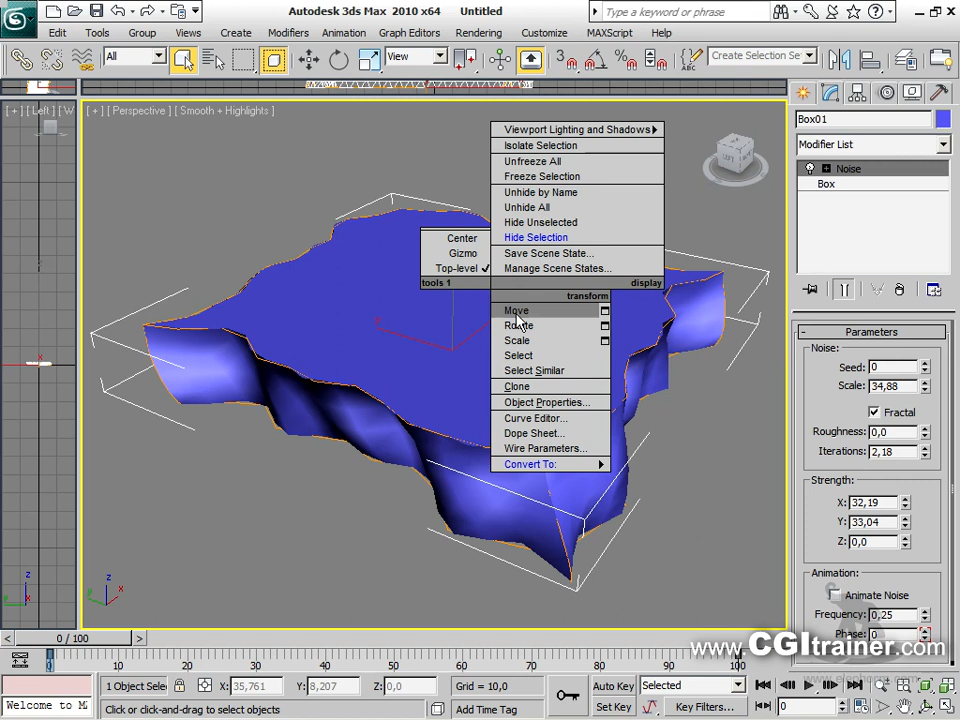 Autodesk 3ds Max 2010 x64 Untitled
Type a keyword or phrase
Edit Tools Group Views Create Modifiers Animation Graph Editors Rendering Customize MAXScript Help
All
View
3
Create Selection Se
[ + ] [ Left ] [ W
[ + ] [ Perspective ] [ Smooth + Highlights ]
Viewport Lighting and Shadows
Isolate Selection
Unfreeze All
Freeze Selection
Unhide by Name
Unhide All
Hide Unselected
Hide Selection
Save Scene State...
Manage Scene States...
Center
Gizmo
Top-level
tools 1
display
transform
Move
Rotate
Scale
Select
Select Similar
Clone
Object Properties...
Curve Editor...
Dope Sheet...
Wire Parameters...
Convert To:
Box01
Modifier List
Noise
Box
Parameters
Noise:
Seed: 0
Scale: 34,88
Fractal
Roughness: 0,0
Iterations: 2,18
Strength:
X: 32,19
Y: 33,04
Z: 0,0
Animation:
Animate Noise
Frequency: 0,25
Phase: 0
www.CGItrainer.com
z
x
z
x
y
0 / 100
0 10 20 30 40 50 60 70 80 90 100
1 Object Sele
X: 35,761
Y: 8,207
Z: 0,0
Grid = 10,0
Auto Key
Selected
Welcome to M
Click or click-and-drag to select objects
Add Time Tag
Set Key
Key Filters...
0